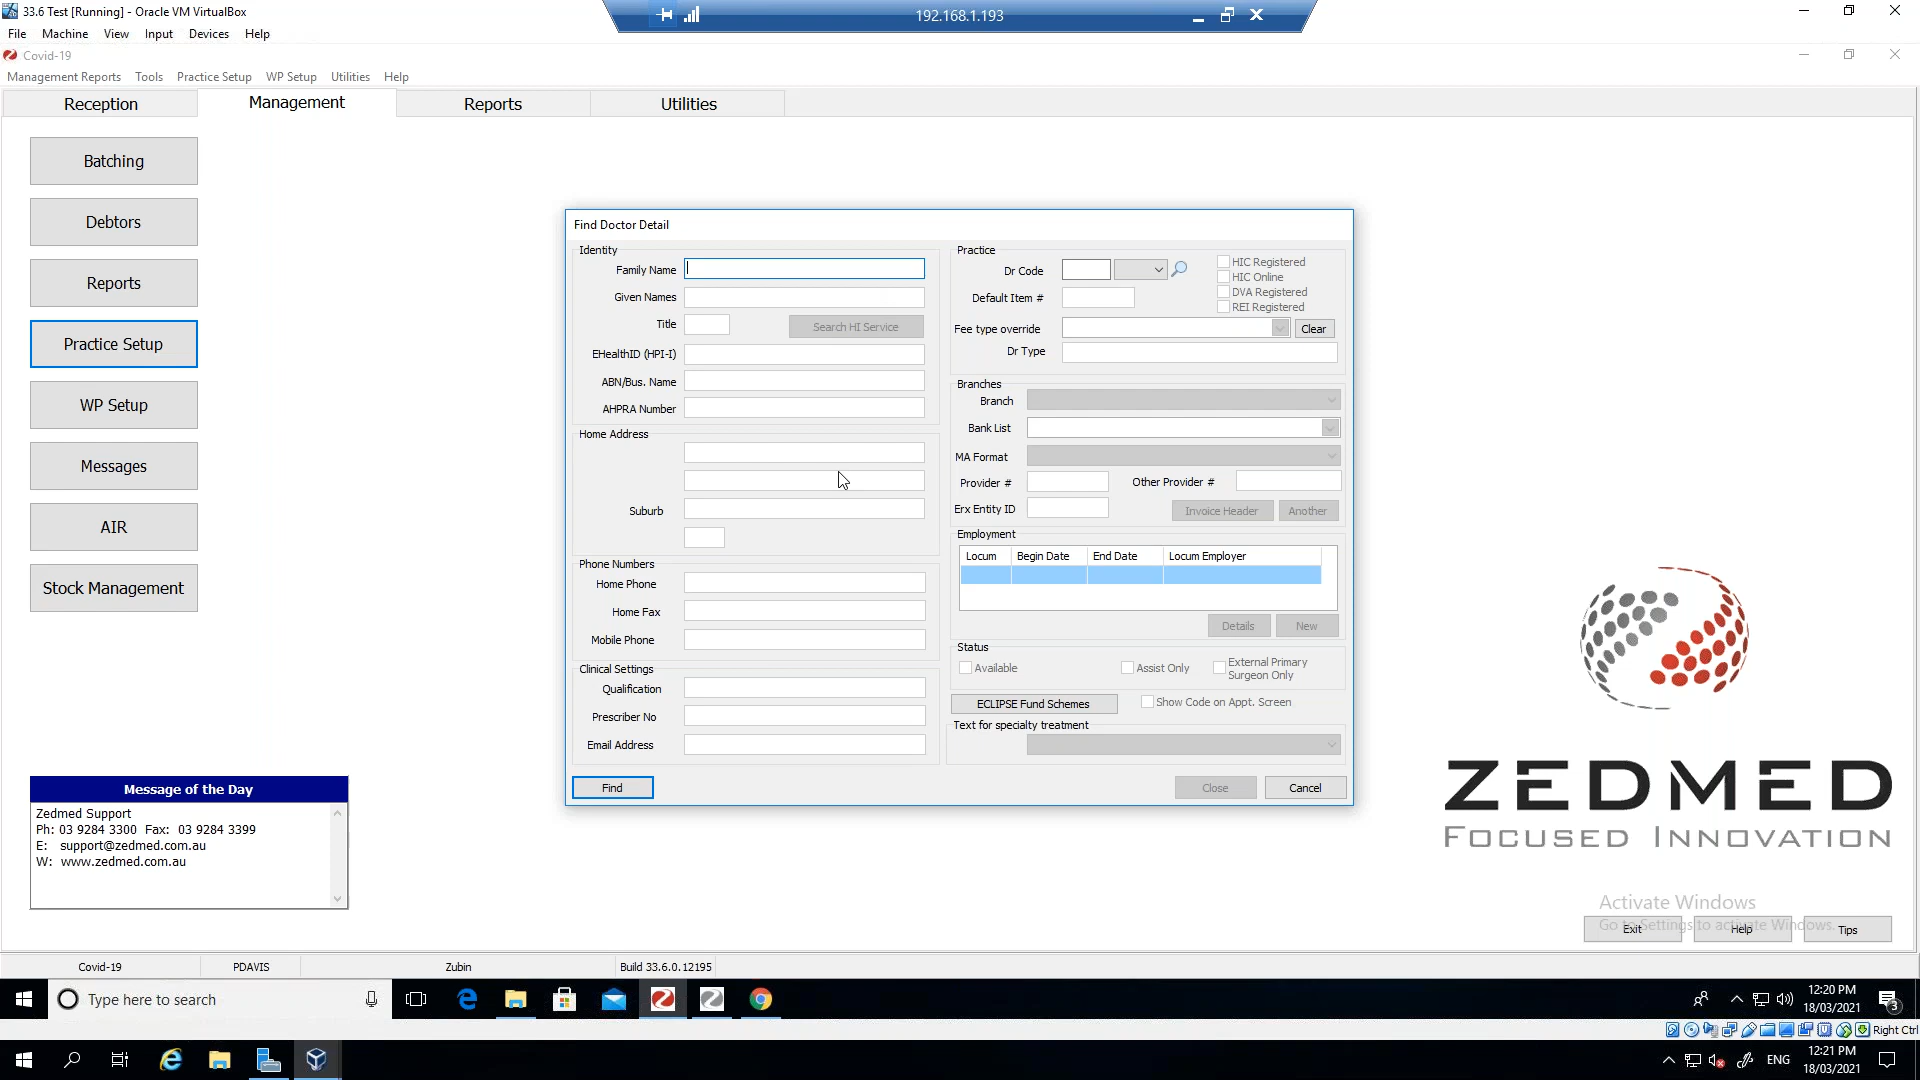 33.6 Test [Running] - Oracle VM VirtualBox
192.168.1.193
File Machine View Input Devices Help
Covid-19
Management Reports Tools Practice Setup WP Setup Utilities Help
Reception Management Reports Utilities
Batching
Debtors
Reports
Practice Setup
WP Setup
Messages
AIR
Stock Management
Find Doctor Detail
Identity
Family Name
Given Names
Title Search HI Service
EHealthID (HPI-I)
ABN/Bus. Name
AHPRA Number
Home Address
Suburb
Phone Numbers
Home Phone
Home Fax
Mobile Phone
Clinical Settings
Qualification
Prescriber No
Email Address
Find
Practice
Dr Code
Default Item #
HIC Registered
HIC Online
DVA Registered
REI Registered
Fee type override Clear
Dr Type
Branches
Branch
Bank List
MA Format
Provider # Other Provider #
Erx Entity ID Invoice Header Another
Employment
Locum Begin Date End Date Locum Employer
Details New
Status
Available Assist Only External Primary
Surgeon Only
ECLIPSE Fund Schemes Show Code on Appt. Screen
Text for specialty treatment
Close Cancel
Message of the Day
Zedmed Support
Ph: 03 9284 3300 Fax: 03 9284 3399
E: support@zedmed.com.au
W: www.zedmed.com.au
ZEDMED
FOCUSED INNOVATION
Activate Windows
Go to Settings to activate Windows.
Exit Help Tips
Covid-19 PDAVIS Zubin Build 33.6.0.12195
Type here to search
12:20 PM
18/03/2021
3
Right Ctrl
ENG
12:21 PM
18/03/2021